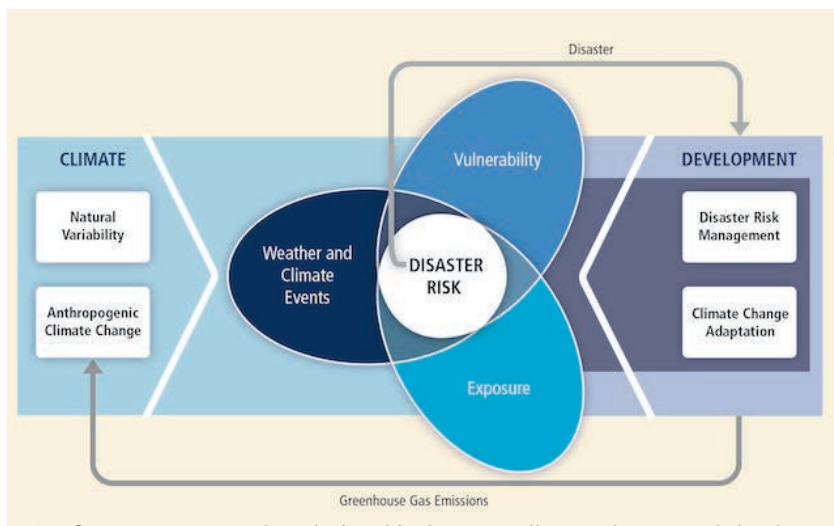 Disaster
CLIMATE
Natural
Variability
Anthropogenic
Climate Change
Weather and
Climate
Events
Vulnerability
DISASTER
RISK
Exposure
DEVELOPMENT
Disaster Risk
Management
Climate Change
Adaptation
Greenhouse Gas Emissions